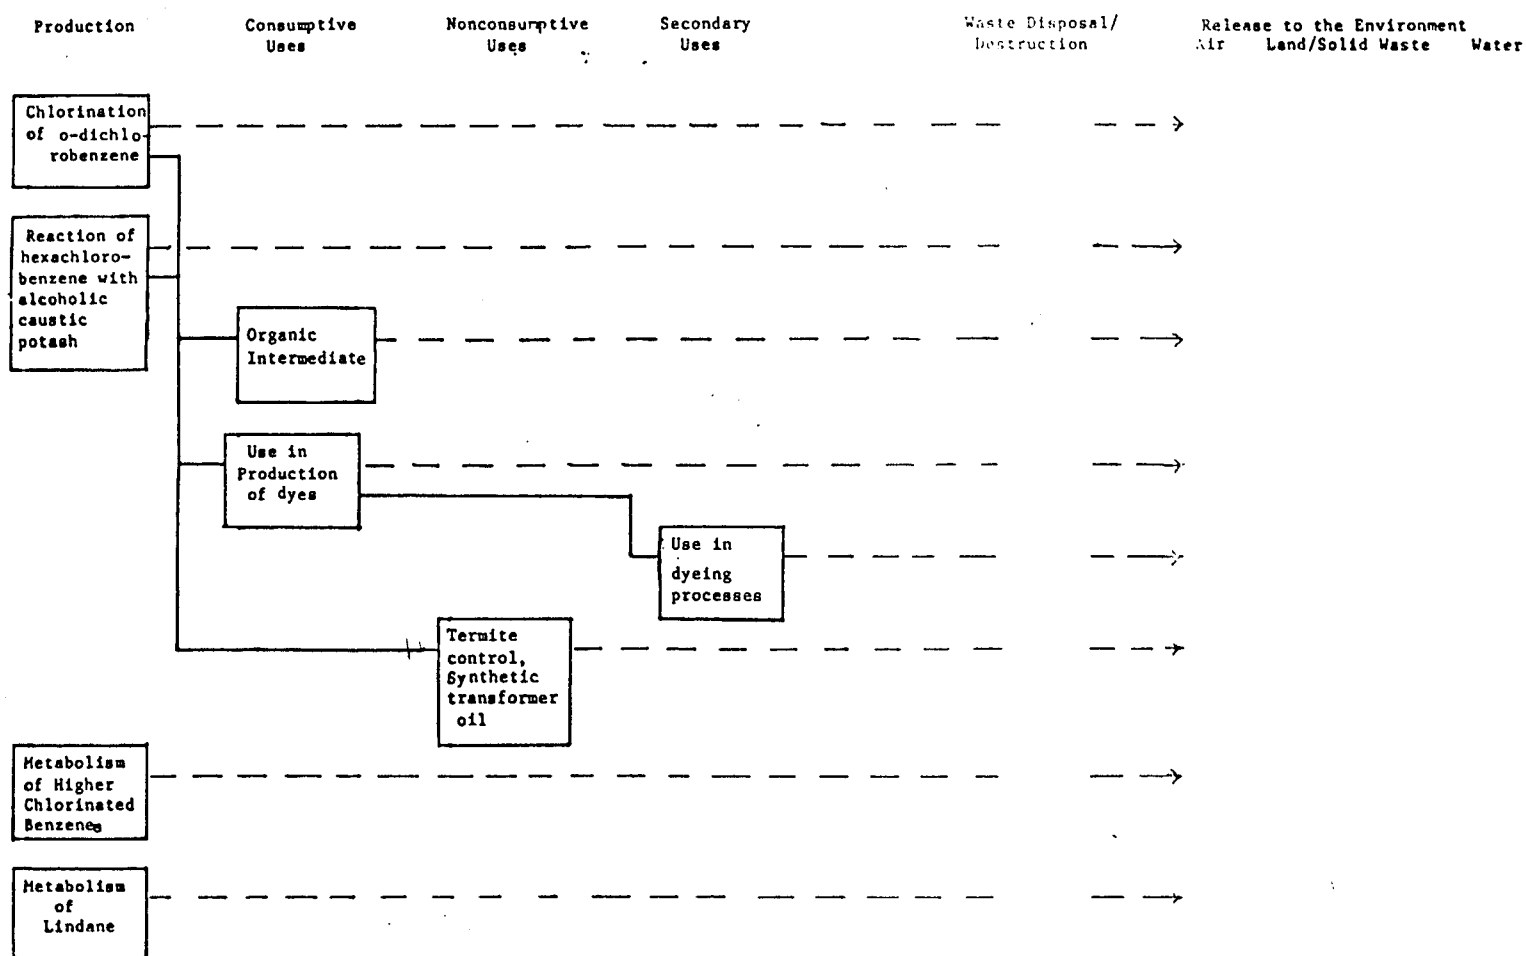 Production
Consumptive
Uses
Nonconsumptive
Uses
Secondary
Uses
Waste Disposal/
Destruction
Release to the Environment
Air Land/Solid Waste Water
Chlorination
of o-dichlo-
robenzene
Reaction of
hexachloro-
benzene with
alcoholic
caustic
potash
Organic
Intermediate
Use in
Production
of dyes
Use in
dyeing
processes
Termite
control,
Synthetic
transformer
oil
Metabolism
of Higher
Chlorinated
Benzenes
Metabolism
of
Lindane